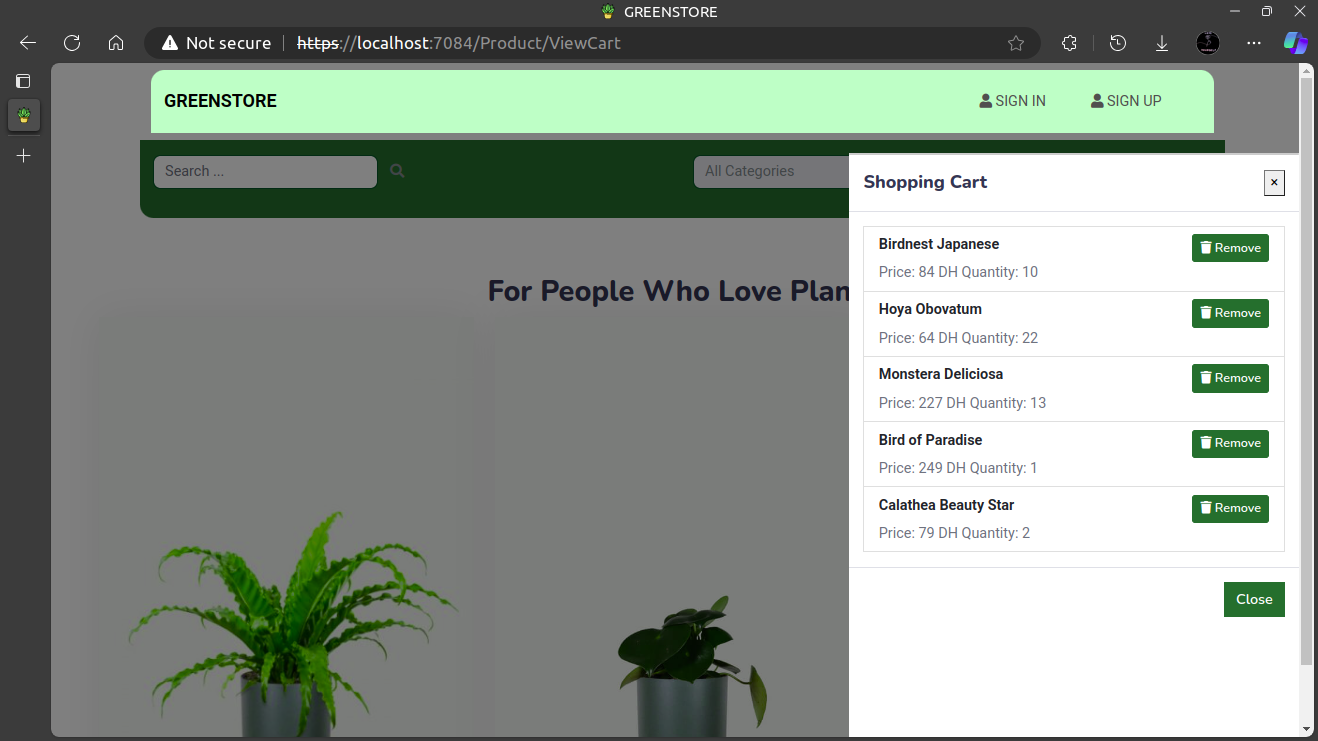 GREENSTORE
Not secure https://localhost:7084/Product/ViewCart
GREENSTORE
SIGN IN
SIGN UP
Search ...
All Categories
For People Who Love Plan
Shopping Cart
×
Birdnest Japanese
Remove
Price: 84 DH Quantity: 10
Hoya Obovatum
Remove
Price: 64 DH Quantity: 22
Monstera Deliciosa
Remove
Price: 227 DH Quantity: 13
Bird of Paradise
Remove
Price: 249 DH Quantity: 1
Calathea Beauty Star
Remove
Price: 79 DH Quantity: 2
Close